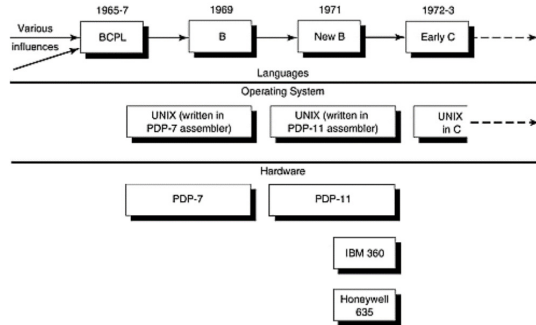 1965-7 1969 1971 1972-3
Various
influences
BCPL B New B Early C
Languages
Operating System
UNIX (written in
PDP-7 assembler)
UNIX (written in
PDP-11 assembler)
UNIX
in C
Hardware
PDP-7 PDP-11
IBM 360
Honeywell
635